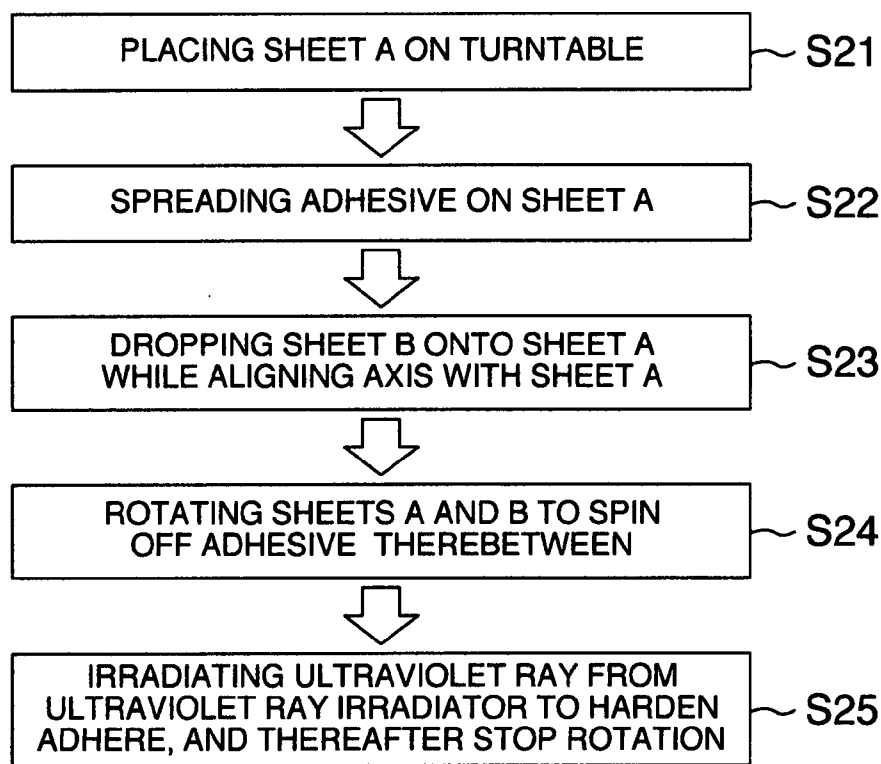 PLACING SHEET A ON TURNTABLE
S21
SPREADING ADHESIVE ON SHEET A
S22
DROPPING SHEET B ONTO SHEET A
WHILE ALIGNING AXIS WITH SHEET A
S23
ROTATING SHEETS A AND B TO SPIN
OFF ADHESIVE THEREBETWEEN
S24
IRRADIATING ULTRAVIOLET RAY FROM
ULTRAVIOLET RAY IRRADIATOR TO HARDEN
ADHERE, AND THEREAFTER STOP ROTATION
S25